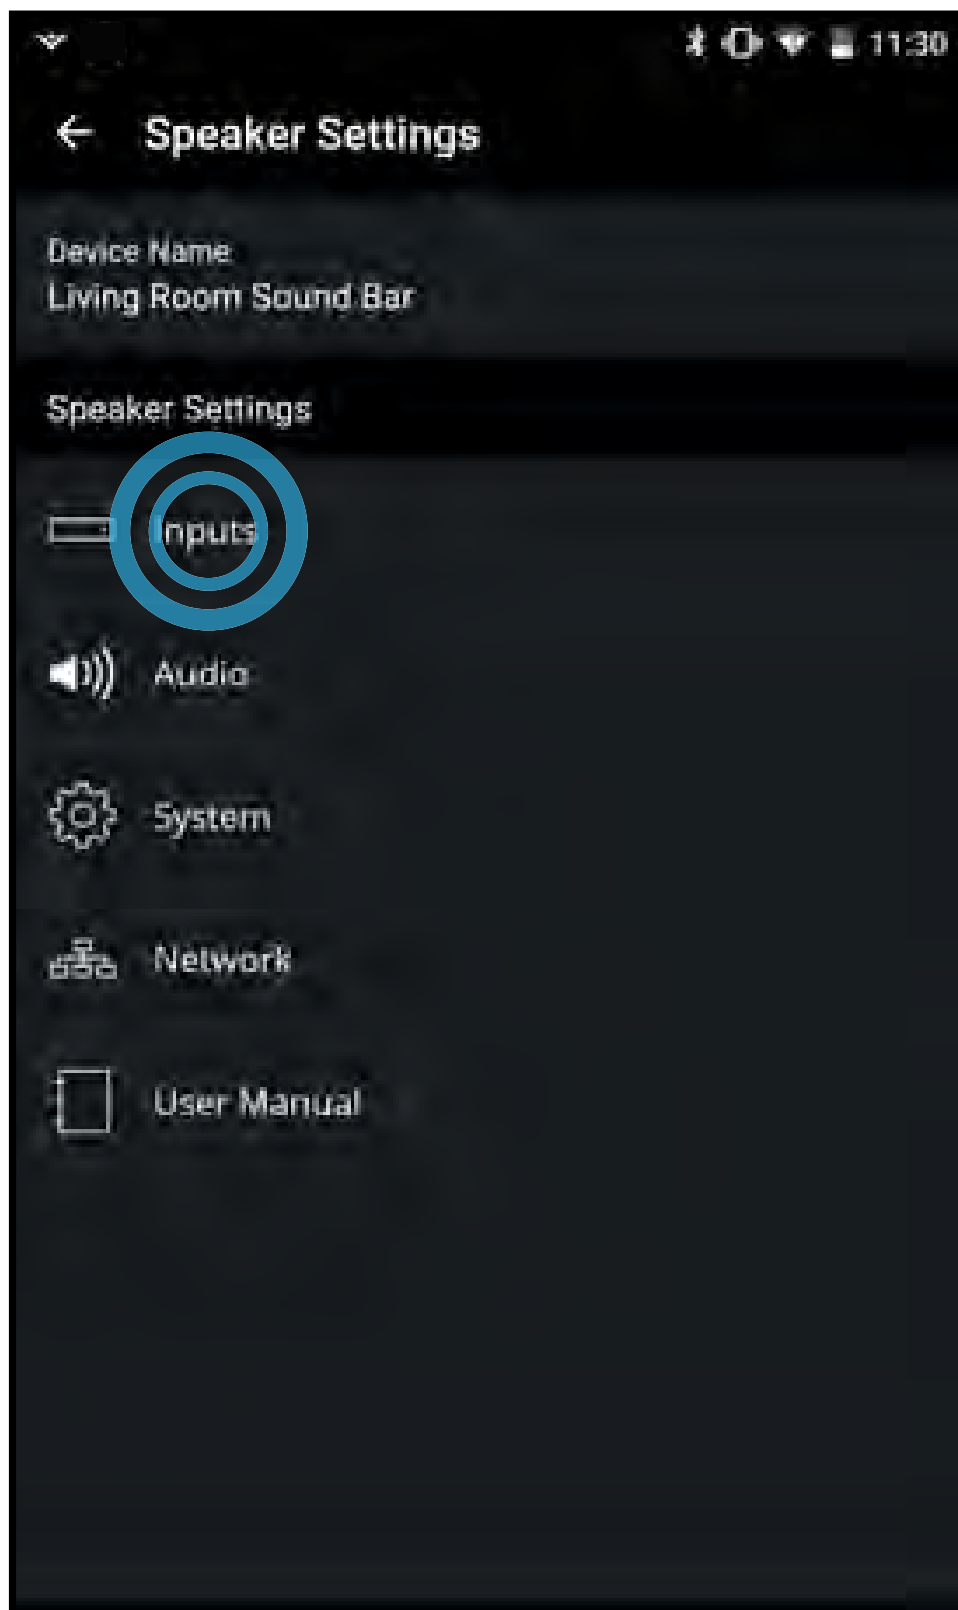 11:30
Speaker Settings
Device Name
Living Room Sound Bar
Speaker Settings
Inputs
Audio
System
Network
User Manual